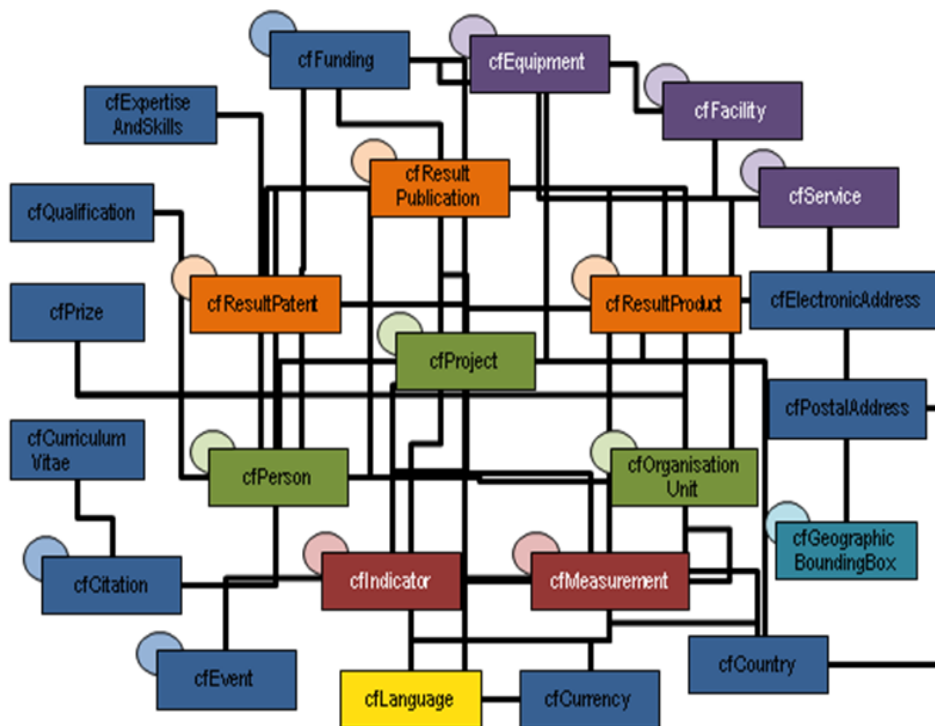 cfFunding
cfEquipment
cfExpertise
AndSkills
cfFacility
cfResult
Publication
cfQualification
cfService
cfPrize
cfResultPatent
cfResultProduct
cfElectronicAddress
cfProject
cfPostalAddress
cfCurriculum
Vitae
cfPerson
cfOrganisation
Unit
cfGeographic
BoundingBox
cfCitation
cfIndicator
cfMeasurement
cfEvent
cfCountry
cfLanguage
cfCurrency